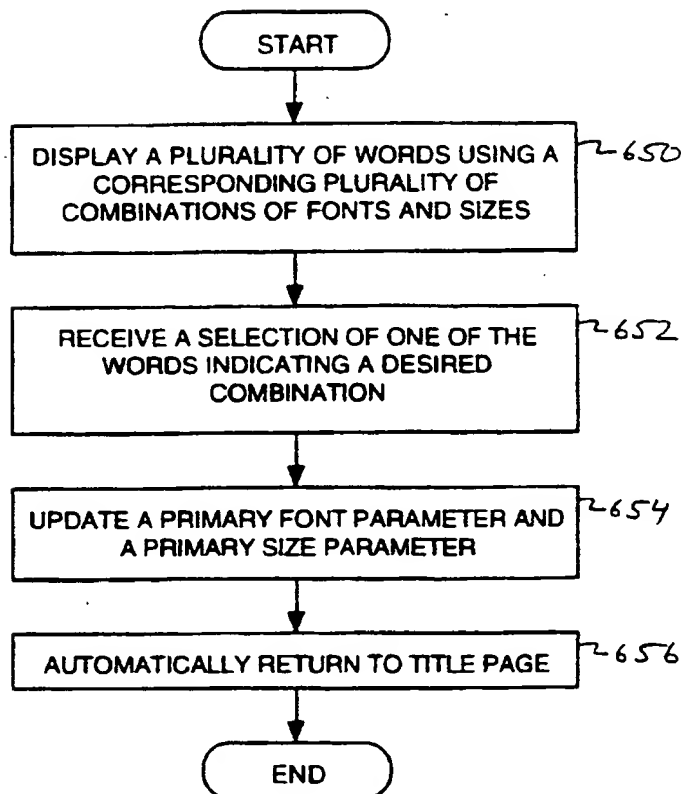 START
DISPLAY A PLURALITY OF WORDS USING A
CORRESPONDING PLURALITY OF
COMBINATIONS OF FONTS AND SIZES
650
RECEIVE A SELECTION OF ONE OF THE
WORDS INDICATING A DESIRED
COMBINATION
652
UPDATE A PRIMARY FONT PARAMETER AND
A PRIMARY SIZE PARAMETER
654
AUTOMATICALLY RETURN TO TITLE PAGE
656
END